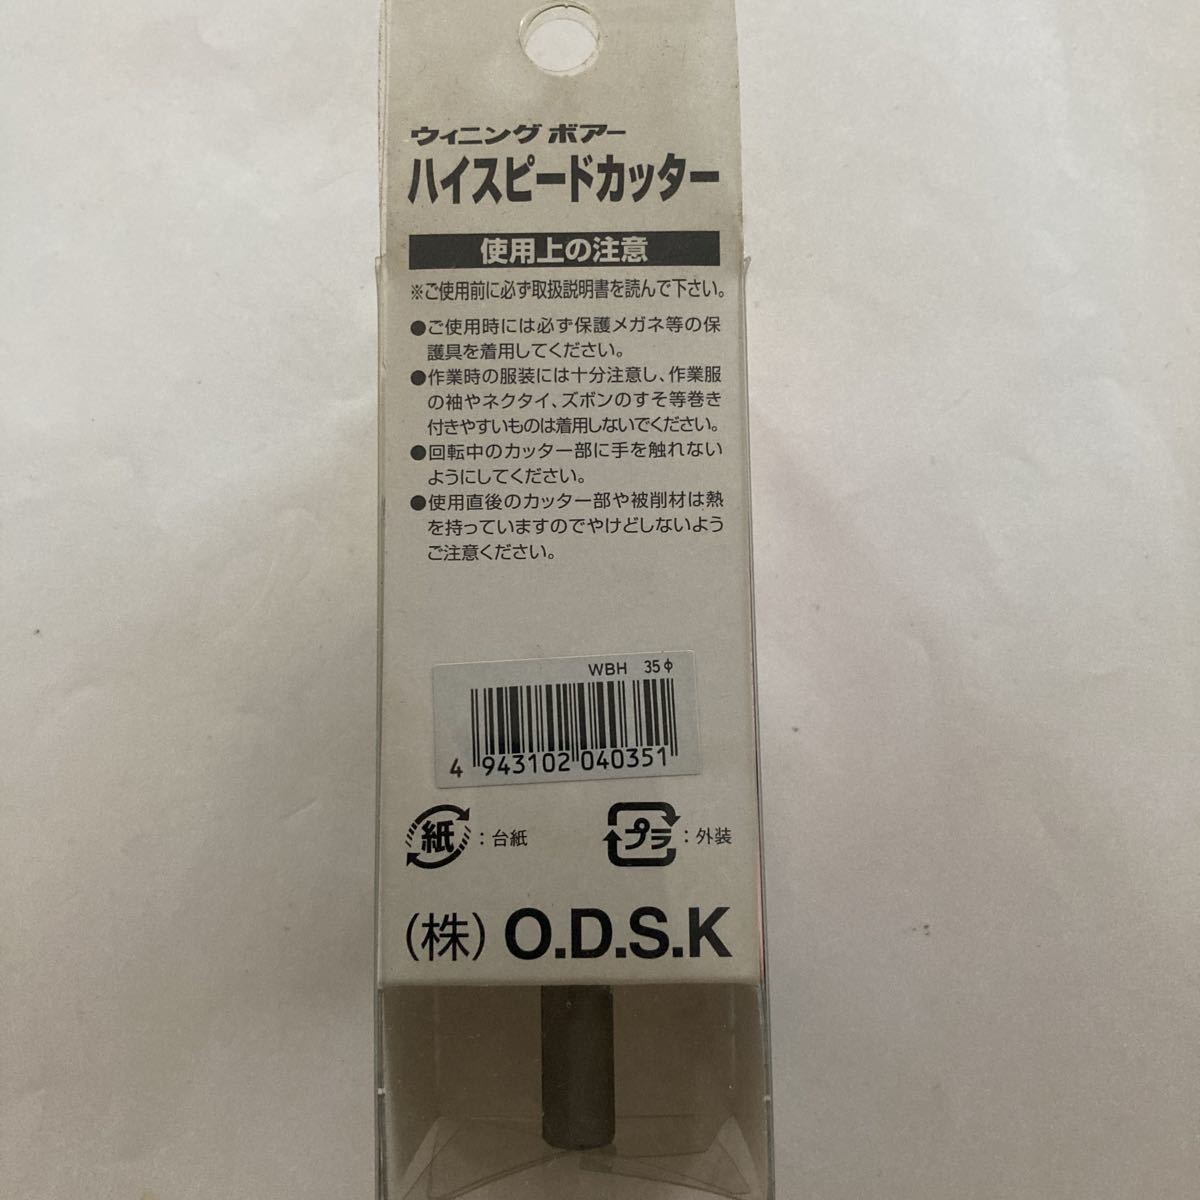 ウィニング ボアー
ハイスピードカッター
使用上の注意
※ご使用前に必ず取扱説明書を読んで下さい。
●ご使用時には必ず保護メガネ等の保
護具を着用してください。
●作業時の服装には十分注意し、作業服
の袖やネクタイ、ズボンのすそ等巻き
付きやすいものは着用しないでください。
●回転中のカッター部に手を触れない
ようにしてください。
●使用直後のカッター部や被削材は熱
を持っていますのでやけどしないよう
ご注意ください。
WBH 35φ
4 943102 040351
紙 : 台紙
プラ : 外装
(株) O.D.S.K